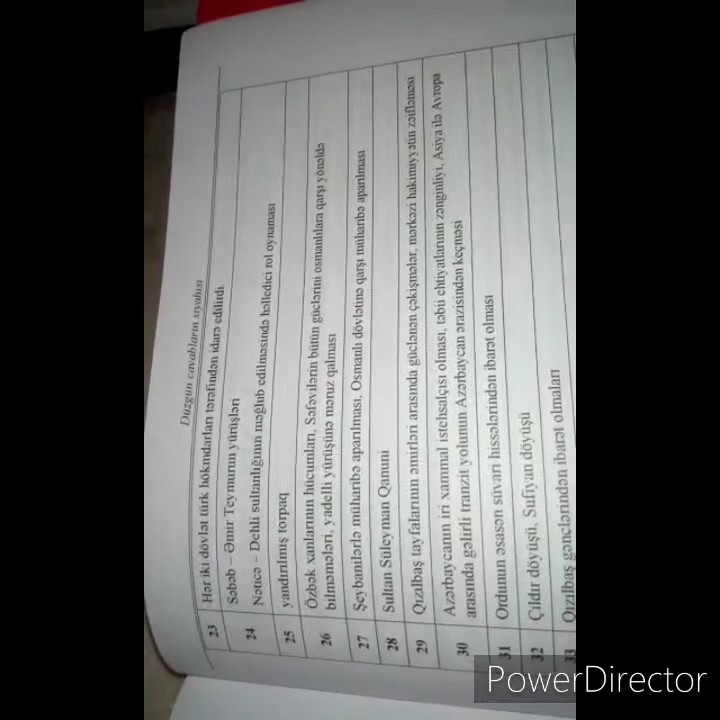 Düzgün cavabların siyahısı
23 Hər iki dövlət türk hökmdarları tərəfindən idarə edilirdi.
Səbəb – Əmir Teymurun yürüşləri
24 Nəticə – Dehli sultanlığının məğlub edilməsində həlledici rol oynaması
25 yandırılmış torpaq
Özbək xanlarının hücumları, Səfəvilərin bütün güclərini osmanlılara qarşı yönəldə
26 bilməmələri, yadelli yürüşünə məruz qalması
27 Şeybanilərlə müharibə aparılması, Osmanlı dövlətinə qarşı müharibə aparılması
28 Sultan Süleyman Qanuni
29 Qızılbaş tayfalarının əmirləri arasında güclənən çəkişmələr, mərkəzi hakimiyyətin zəifləməsi
Azərbaycanın iri xammal istehsalçısı olması, təbii ehtiyatlarının zənginliyi, Asiya ilə Avropa
30 arasında gəlirli tranzit yolunun Azərbaycan ərazisindən keçməsi
31 Ordunun əsasən süvari hissələrindən ibarət olması
32 Çıldır döyüşü, Sufiyan döyüşü
33 Qızılbaş gənclərindən ibarət olmaları
PowerDirector